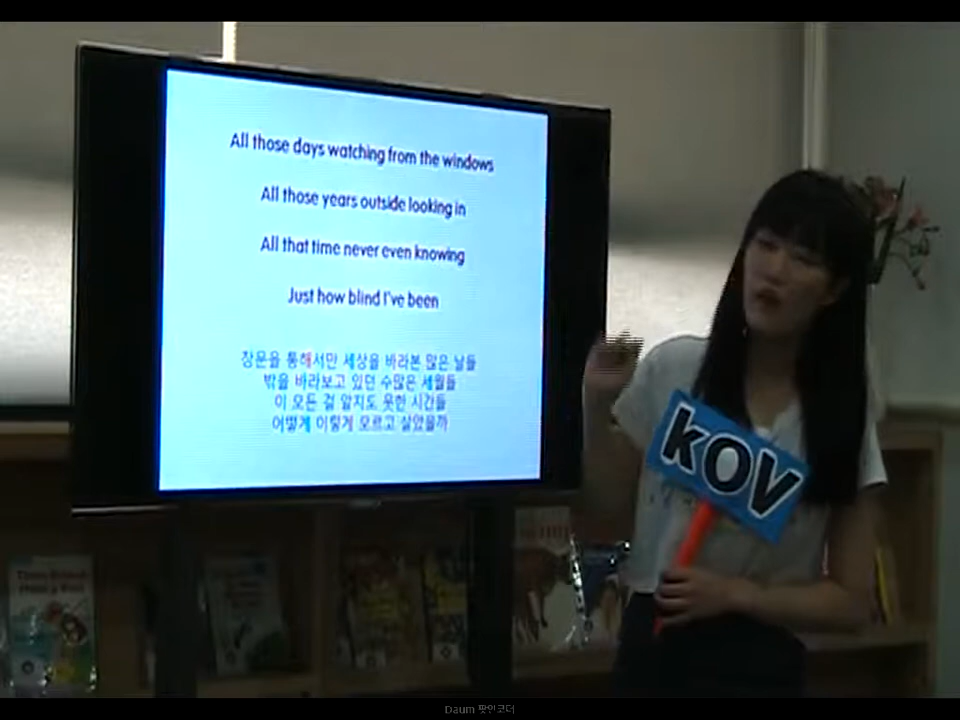 All those days watching from the windows
All those years outside looking in
All that time never even knowing
Just how blind I've been
창문을 통해서만 세상을 바라본 많은 날들
밖을 바라보고 있던 수많은 세월들
이 모든 걸 알지도 못한 시간들
어떻게 이렇게 모르고 살았을까
kOV
Daum 팟인코더